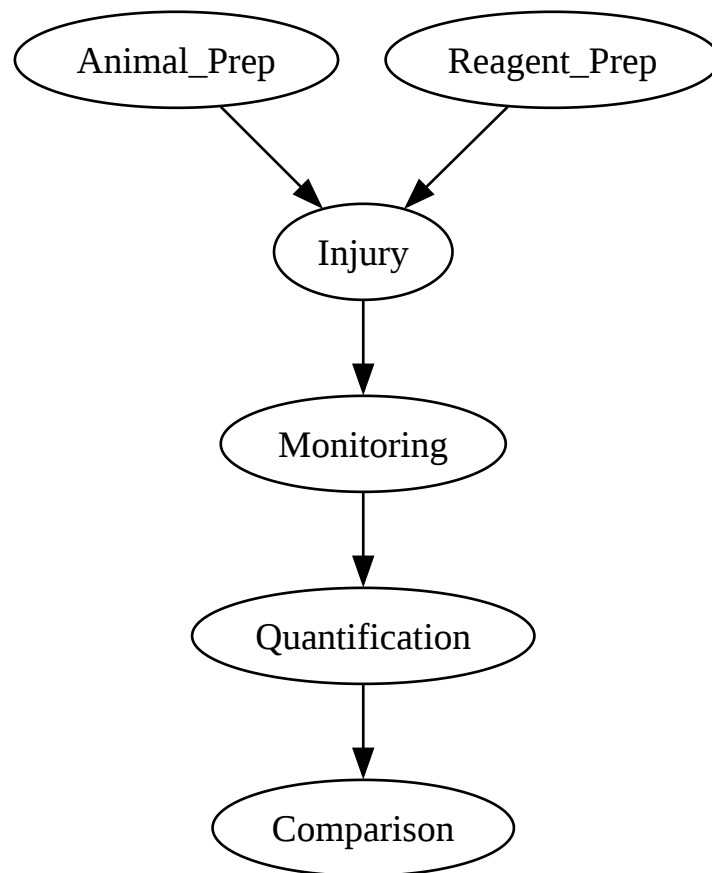 Animal_Prep
Reagent_Prep
Injury
Monitoring
Quantification
Comparison